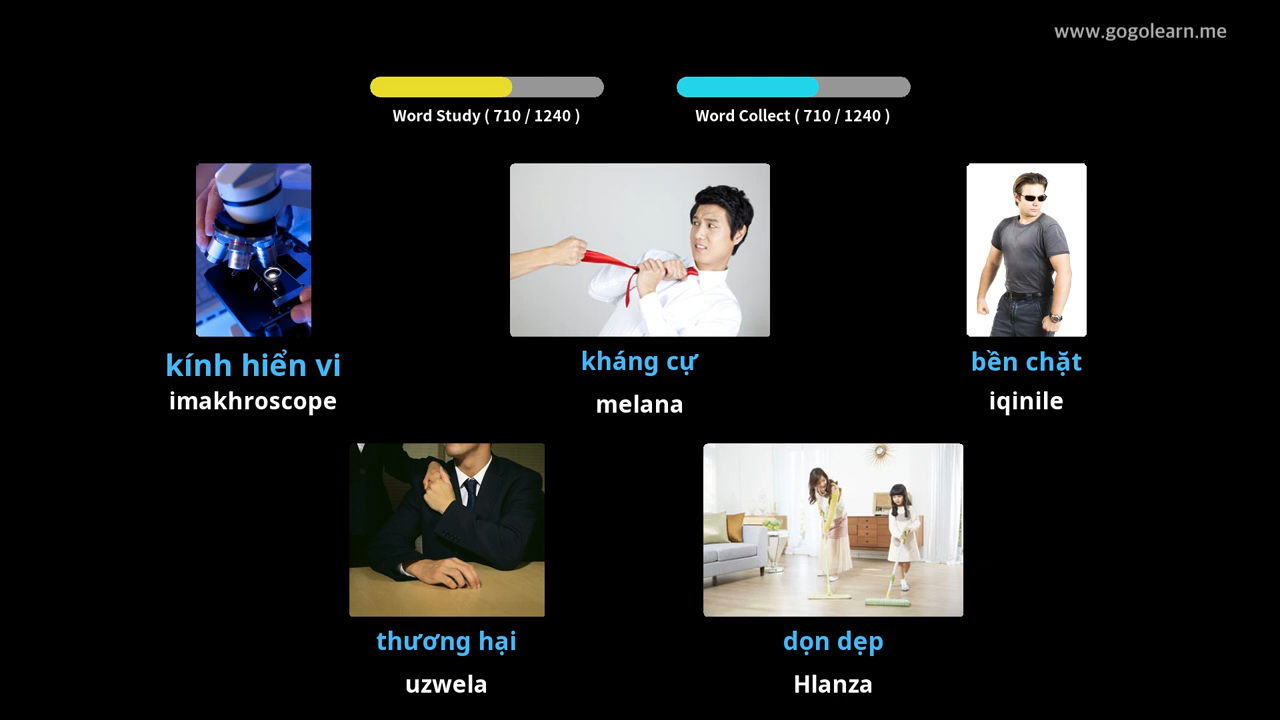 www.gogolearn.me
Word Study ( 710 / 1240 )
Word Collect ( 710 / 1240 )
kính hiển vi
imakhroscope
kháng cự
melana
bền chặt
iqinile
thương hại
uzwela
dọn dẹp
Hlanza